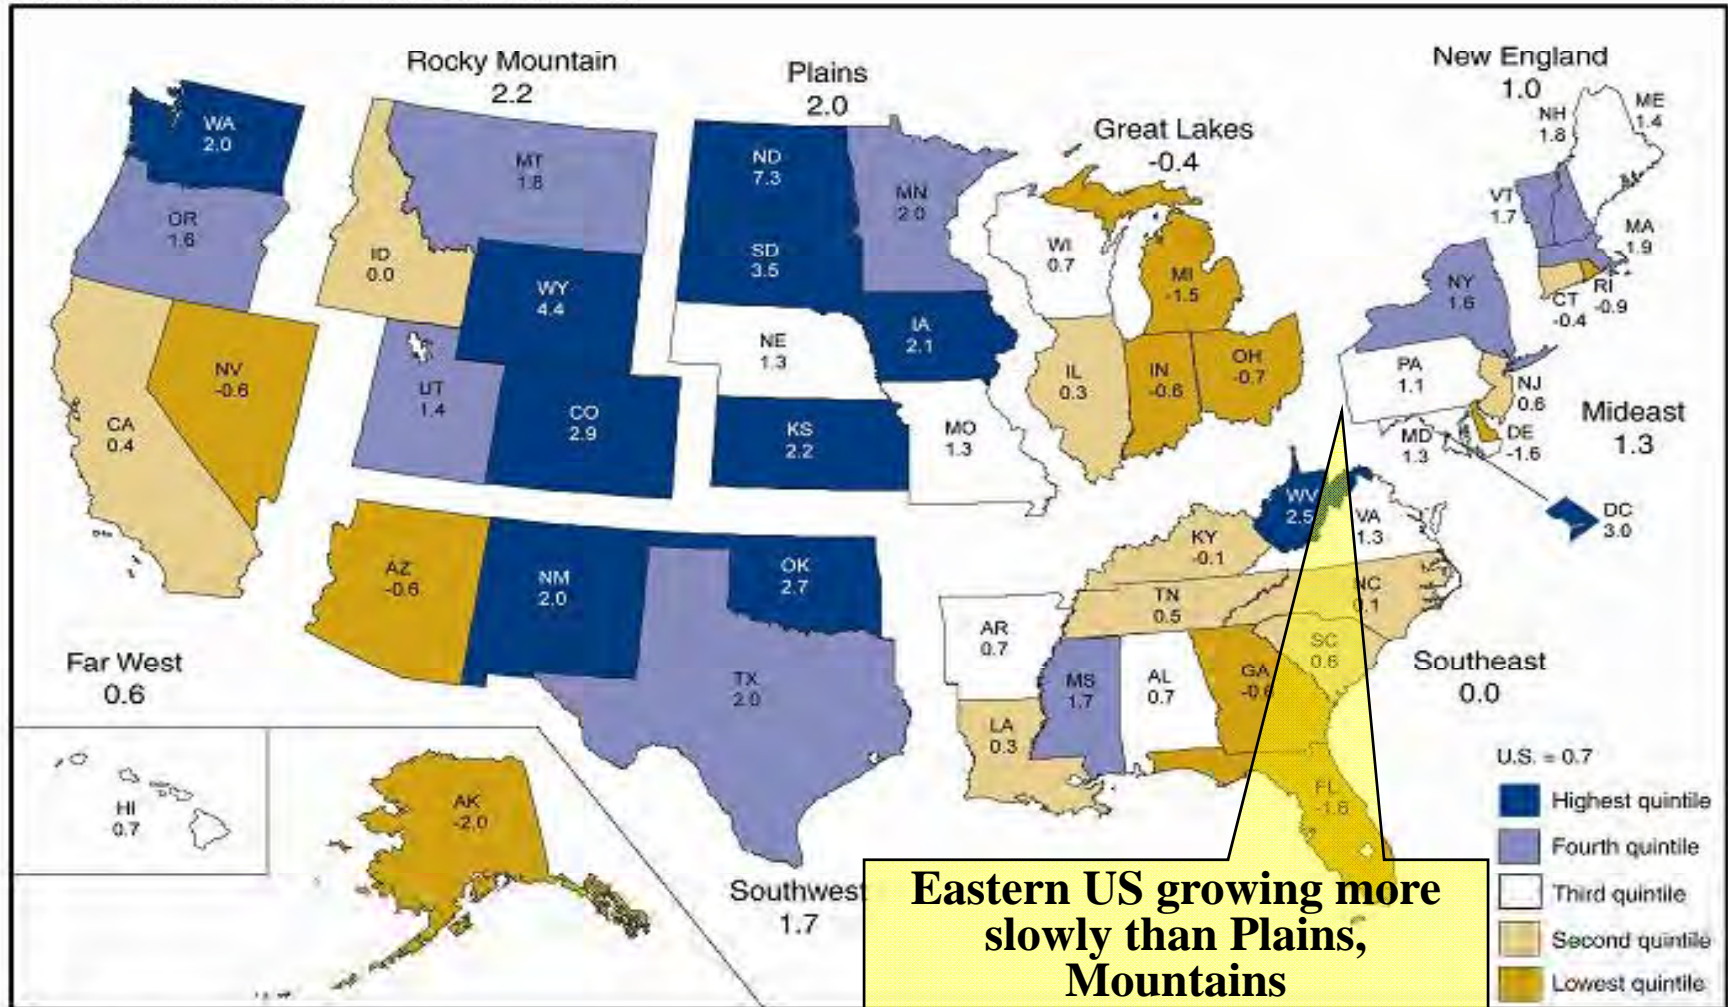 Rocky Mountain
2.2
Plains
2.0
New England
1.0
Great Lakes
-0.4
WA
2.0
OR
1.6
CA
0.4
NV
-0.6
ID
0.0
MT
1.8
WY
4.4
UT
1.4
CO
2.9
ND
7.3
SD
3.5
NE
1.3
KS
2.2
MN
2.0
IA
2.1
MO
1.3
WI
0.7
IL
0.3
MI
-1.5
IN
-0.6
OH
-0.7
NH
1.8
ME
1.4
VT
1.7
MA
1.9
RI
-0.9
CT
-0.4
NY
1.6
PA
1.1
NJ
0.6
Mideast
1.3
MD
1.3
DE
-1.6
DC
3.0
AZ
-0.6
NM
2.0
OK
2.7
TX
2.0
WV
2.5
VA
1.3
KY
-0.1
TN
0.5
NC
AR
0.7
LA
0.3
MS
1.7
AL
0.7
GA
SC
0.6
FL
Far West
0.6
Southeast
0.0
Southwest
1.7
HI
0.7
AK
-2.0
U.S. = 0.7
Highest quintile
Fourth quintile
Third quintile
Second quintile
Lowest quintile
Eastern US growing more
slowly than Plains,
Mountains